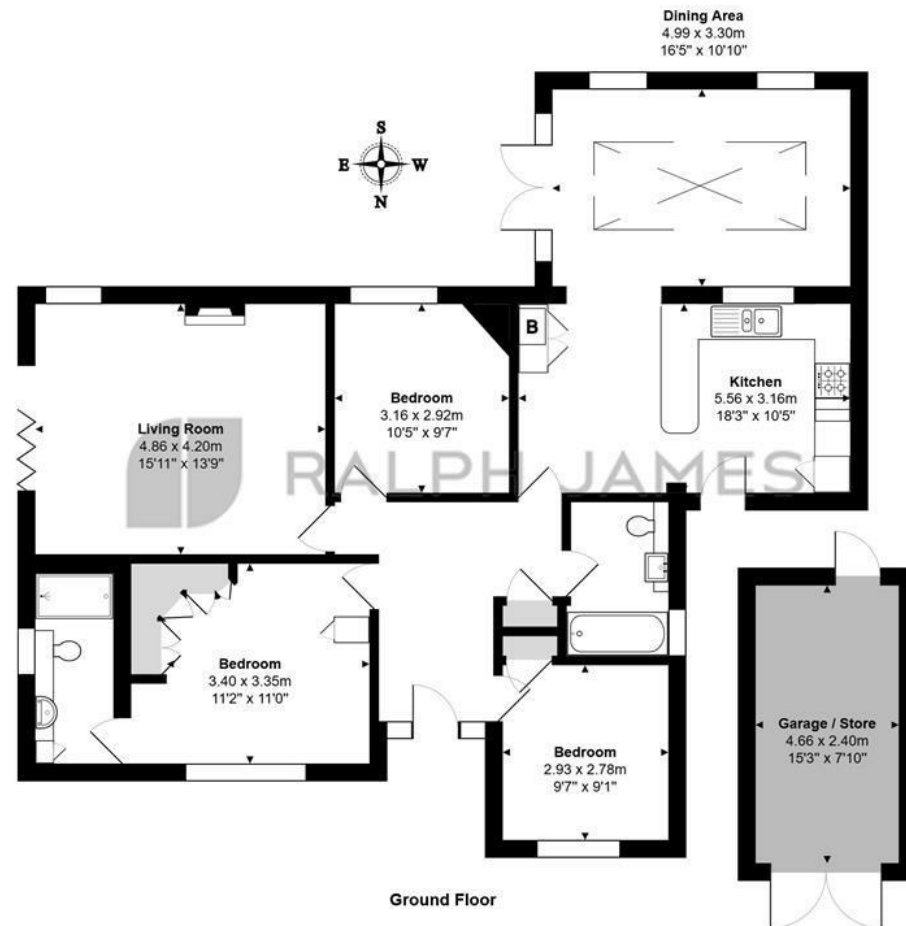 Dining Area
4.99 x 3.30m
16'5" x 10'10"
S
E W
N
B
Kitchen
5.56 x 3.16m
18'3" x 10'5"
Bedroom
3.16 x 2.92m
10'5" x 9'7"
Living Room
4.86 x 4.20m
15'11" x 13'9"
RALPH JAMES
Bedroom
3.40 x 3.35m
11'2" x 11'0"
Bedroom
2.93 x 2.78m
9'7" x 9'1"
Garage / Store
4.66 x 2.40m
15'3" x 7'10"
Ground Floor